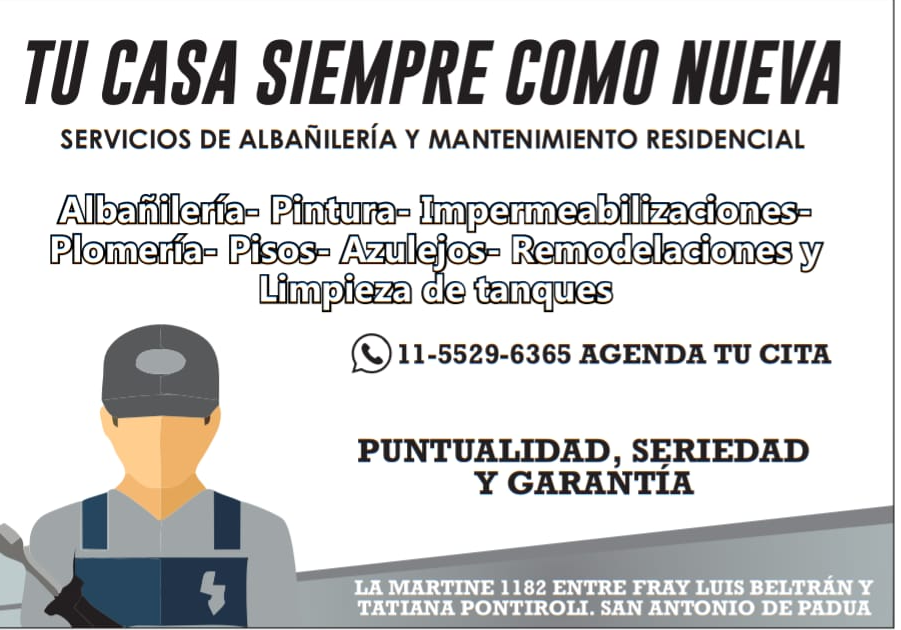 TU CASA SIEMPRE COMO NUEVA
SERVICIOS DE ALBAÑILERÍA Y MANTENIMIENTO RESIDENCIAL
Albañilería- Pintura- Impermeabilizaciones-
Plomería- Pisos- Azulejos- Remodelaciones y
Limpieza de tanques
11-5529-6365 AGENDA TU CITA
PUNTUALIDAD, SERIEDAD
Y GARANTÍA
LA MARTINE 1182 ENTRE FRAY LUIS BELTRÁN Y
TATIANA PONTIROLI. SAN ANTONIO DE PADUA